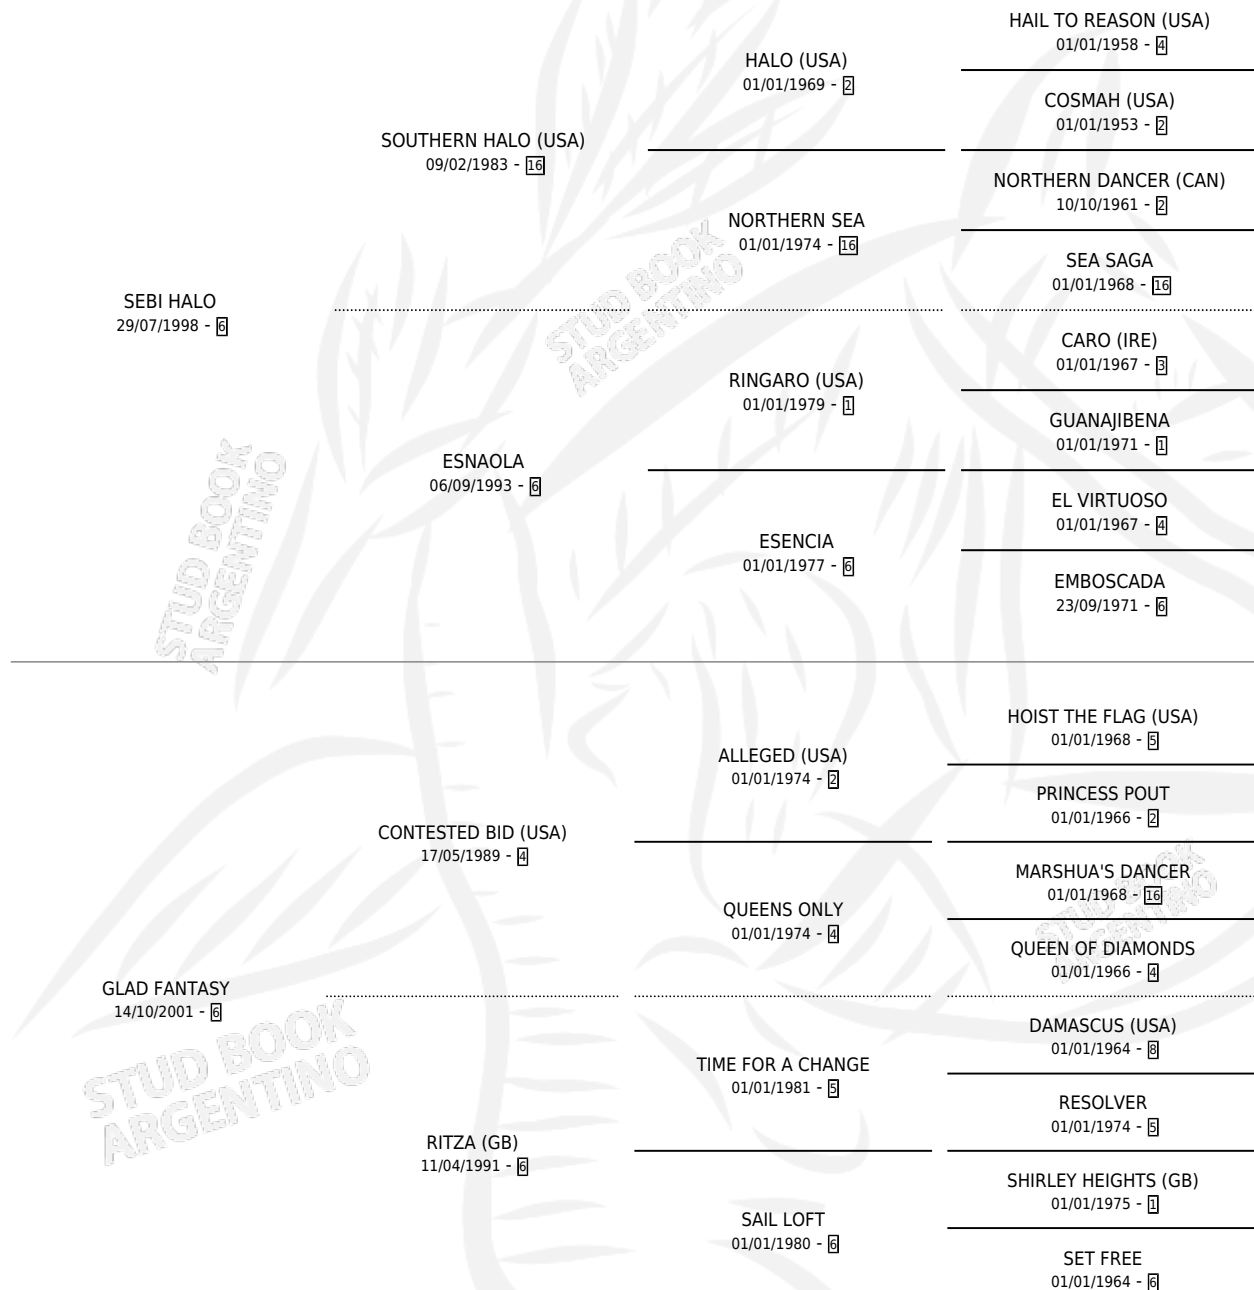 HAIL TO REASON (USA)
01/01/1958 - 4
HALO (USA)
01/01/1969 - 2
COSMAH (USA)
01/01/1953 - 2
SOUTHERN HALO (USA)
09/02/1983 - 16
NORTHERN DANCER (CAN)
10/10/1961 - 2
NORTHERN SEA
01/01/1974 - 16
SEA SAGA
01/01/1968 - 16
SEBI HALO
29/07/1998 - 6
CARO (IRE)
01/01/1967 - 3
RINGARO (USA)
01/01/1979 - 1
GUANAJIBENA
01/01/1971 - 1
ESNAOLA
06/09/1993 - 6
EL VIRTUOSO
01/01/1967 - 4
ESENCIA
01/01/1977 - 6
EMBOSCADA
23/09/1971 - 6
STUD BOOK
ARGENTINO
STUD BOOK
ARGENTINO
HOIST THE FLAG (USA)
01/01/1968 - 5
ALLEGED (USA)
01/01/1974 - 2
PRINCESS POUT
01/01/1966 - 2
CONTESTED BID (USA)
17/05/1989 - 4
MARSHUA'S DANCER
01/01/1968 - 16
QUEENS ONLY
01/01/1974 - 4
QUEEN OF DIAMONDS
01/01/1966 - 4
STUD BOOK
ARGENTINO
GLAD FANTASY
14/10/2001 - 6
DAMASCUS (USA)
01/01/1964 - 8
TIME FOR A CHANGE
01/01/1981 - 5
RESOLVER
01/01/1974 - 5
STUD BOOK
ARGENTINO
RITZA (GB)
11/04/1991 - 6
SHIRLEY HEIGHTS (GB)
01/01/1975 - 1
SAIL LOFT
01/01/1980 - 6
SET FREE
01/01/1964 - 6